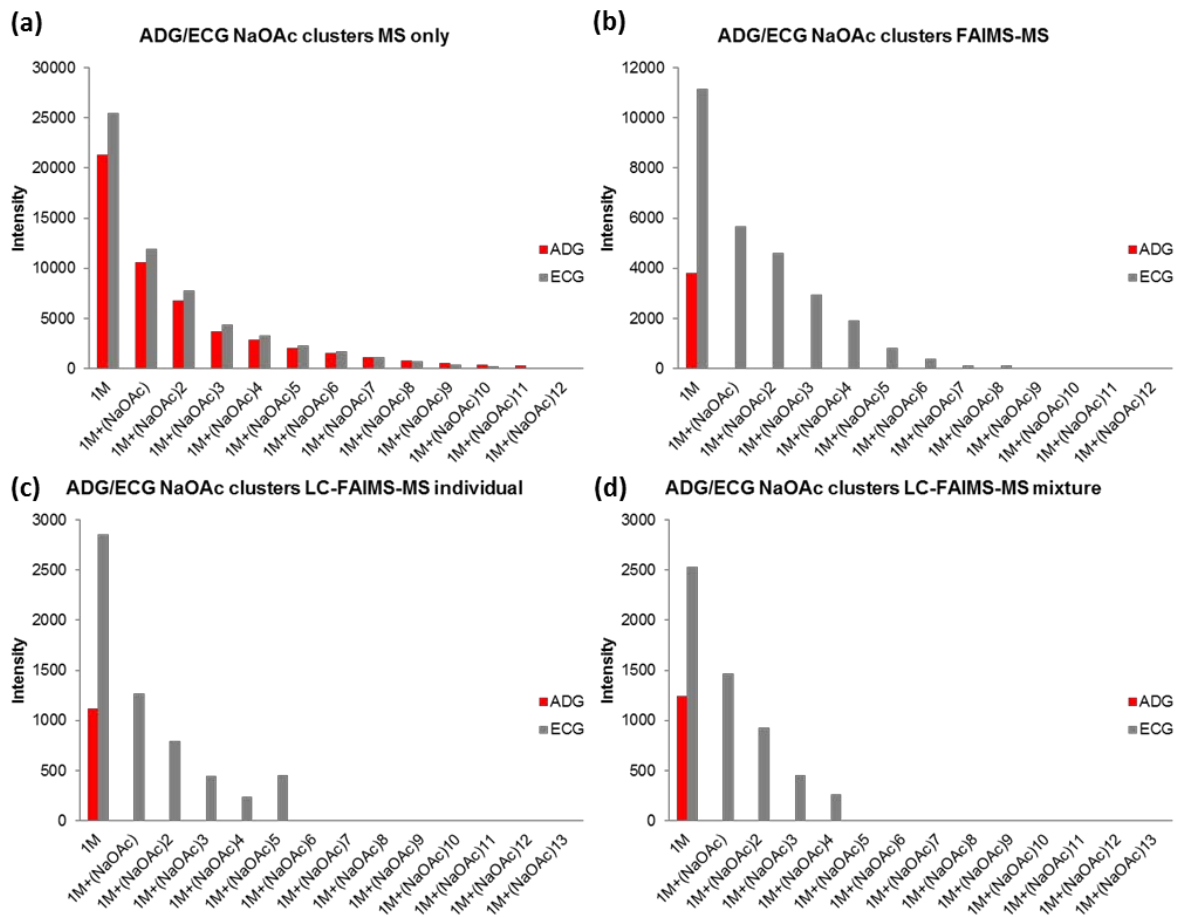 (a)
ADG/ECG NaOAc clusters MS only
30000
25000
20000
15000
10000
5000
0
Intensity
ADG
ECG
1M
1M+(NaOAc)
1M+(NaOAc)2
1M+(NaOAc)3
1M+(NaOAc)4
1M+(NaOAc)5
1M+(NaOAc)6
1M+(NaOAc)7
1M+(NaOAc)8
1M+(NaOAc)9
1M+(NaOAc)10
1M+(NaOAc)11
1M+(NaOAc)12
(b)
ADG/ECG NaOAc clusters FAIMS-MS
12000
10000
8000
6000
4000
2000
0
Intensity
ADG
ECG
1M
1M+(NaOAc)
1M+(NaOAc)2
1M+(NaOAc)3
1M+(NaOAc)4
1M+(NaOAc)5
1M+(NaOAc)6
1M+(NaOAc)7
1M+(NaOAc)8
1M+(NaOAc)9
1M+(NaOAc)10
1M+(NaOAc)11
1M+(NaOAc)12
(c)
ADG/ECG NaOAc clusters LC-FAIMS-MS individual
3000
2500
2000
1500
1000
500
0
Intensity
ADG
ECG
1M
1M+(NaOAc)
1M+(NaOAc)2
1M+(NaOAc)3
1M+(NaOAc)4
1M+(NaOAc)5
1M+(NaOAc)6
1M+(NaOAc)7
1M+(NaOAc)8
1M+(NaOAc)9
1M+(NaOAc)10
1M+(NaOAc)11
1M+(NaOAc)12
1M+(NaOAc)13
(d)
ADG/ECG NaOAc clusters LC-FAIMS-MS mixture
3000
2500
2000
1500
1000
500
0
Intensity
ADG
ECG
1M
1M+(NaOAc)
1M+(NaOAc)2
1M+(NaOAc)3
1M+(NaOAc)4
1M+(NaOAc)5
1M+(NaOAc)6
1M+(NaOAc)7
1M+(NaOAc)8
1M+(NaOAc)9
1M+(NaOAc)10
1M+(NaOAc)11
1M+(NaOAc)12
1M+(NaOAc)13